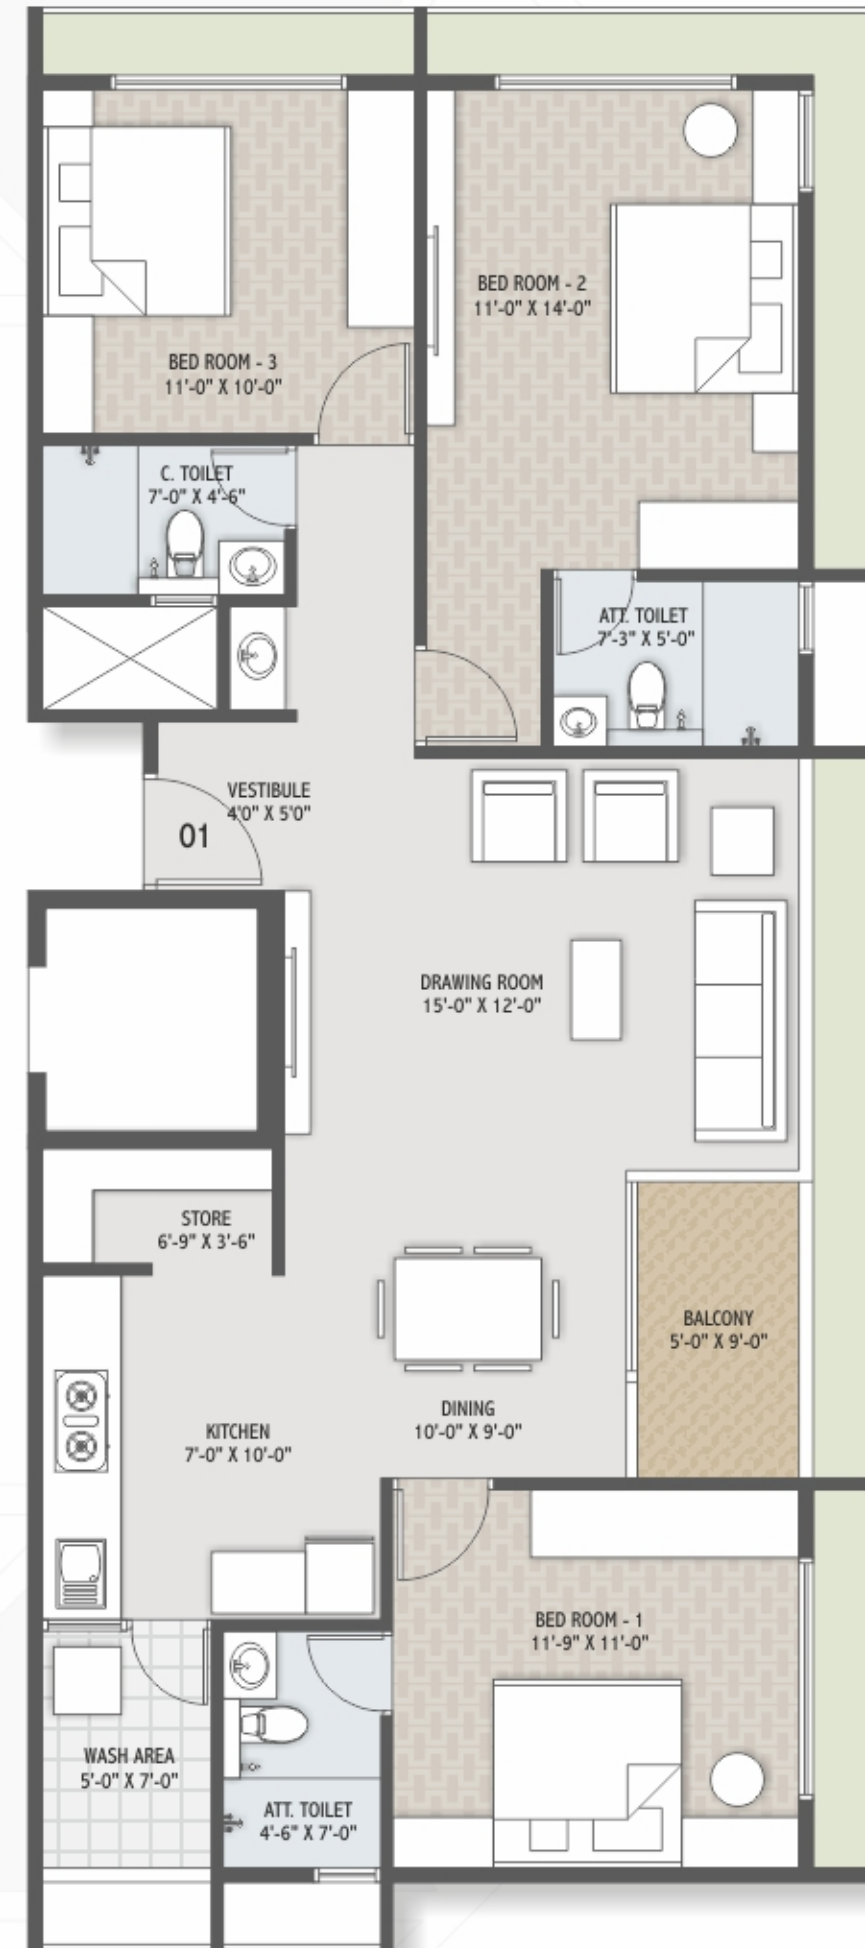 BED ROOM - 2
11'-0" X 14'-0"
BED ROOM - 3
11'-0" X 10'-0"
C. TOILET
7'-0" X 4'-6"
ATT. TOILET
7'-3" X 5'-0"
VESTIBULE
4'0" X 5'0"
01
DRAWING ROOM
15'-0" X 12'-0"
STORE
6'-9" X 3'-6"
BALCONY
5'-0" X 9'-0"
DINING
10'-0" X 9'-0"
KITCHEN
7'-0" X 10'-0"
BED ROOM - 1
11'-9" X 11'-0"
WASH AREA
5'-0" X 7'-0"
ATT. TOILET
4'-6" X 7'-0"